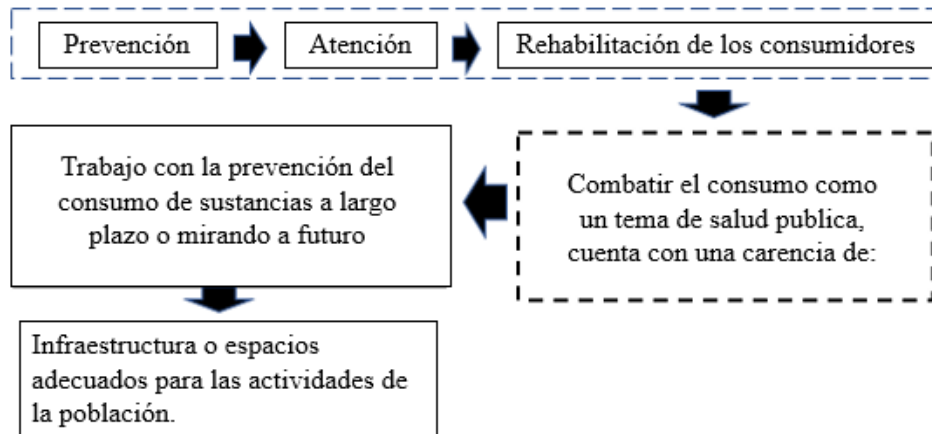 Prevención
Atención
Rehabilitación de los consumidores
Combatir el consumo como
un tema de salud publica,
cuenta con una carencia de:
Trabajo con la prevención del
consumo de sustancias a largo
plazo o mirando a futuro
Infraestructura o espacios
adecuados para las actividades de
la población.